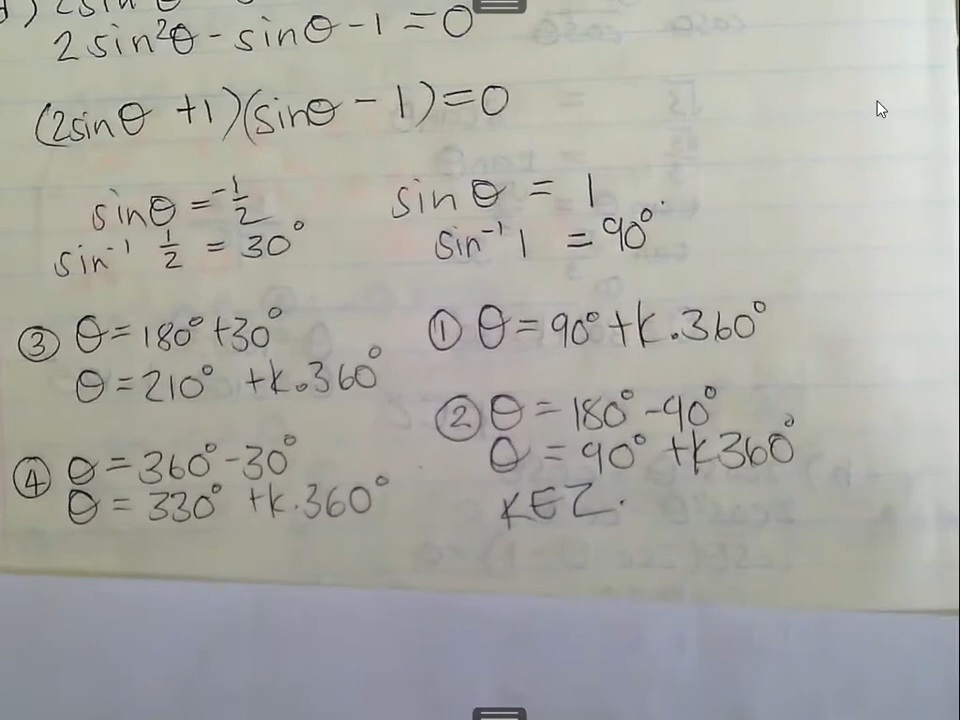 2sin²θ - sinθ - 1 = 0
(2sinθ + 1)(sinθ - 1) = 0
sinθ = -1/2
sin⁻¹ 1/2 = 30°
③ θ = 180° + 30°
θ = 210° + k.360°
④ θ = 360° - 30°
θ = 330° + k.360°
sinθ = 1
sin⁻¹ 1 = 90°
① θ = 90° + k.360°
② θ = 180° - 90°
θ = 90° + k360°
KEZ.